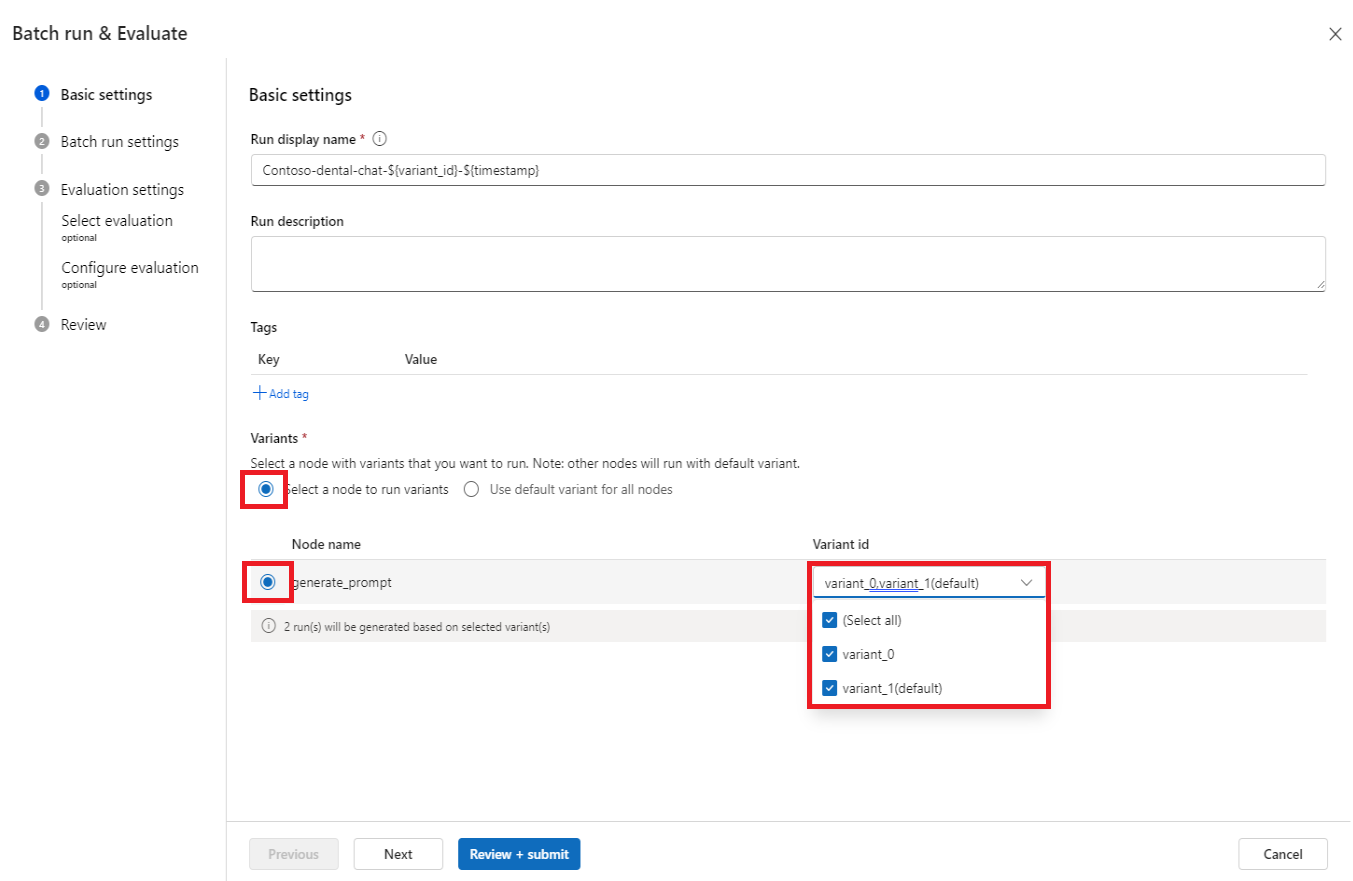 Batch run & Evaluate
1 Basic settings
2 Batch run settings
3 Evaluation settings
Select evaluation
optional
Configure evaluation
optional
4 Review
Basic settings
Run display name *
Contoso-dental-chat-${variant_id}-${timestamp}
Run description
Tags
Key Value
Add tag
Variants *
Select a node with variants that you want to run. Note: other nodes will run with default variant.
Select a node to run variants Use default variant for all nodes
Node name Variant id
generate_prompt variant_0,variant_1(default)
2 run(s) will be generated based on selected variant(s)
(Select all)
variant_0
variant_1(default)
Previous Next Review + submit Cancel